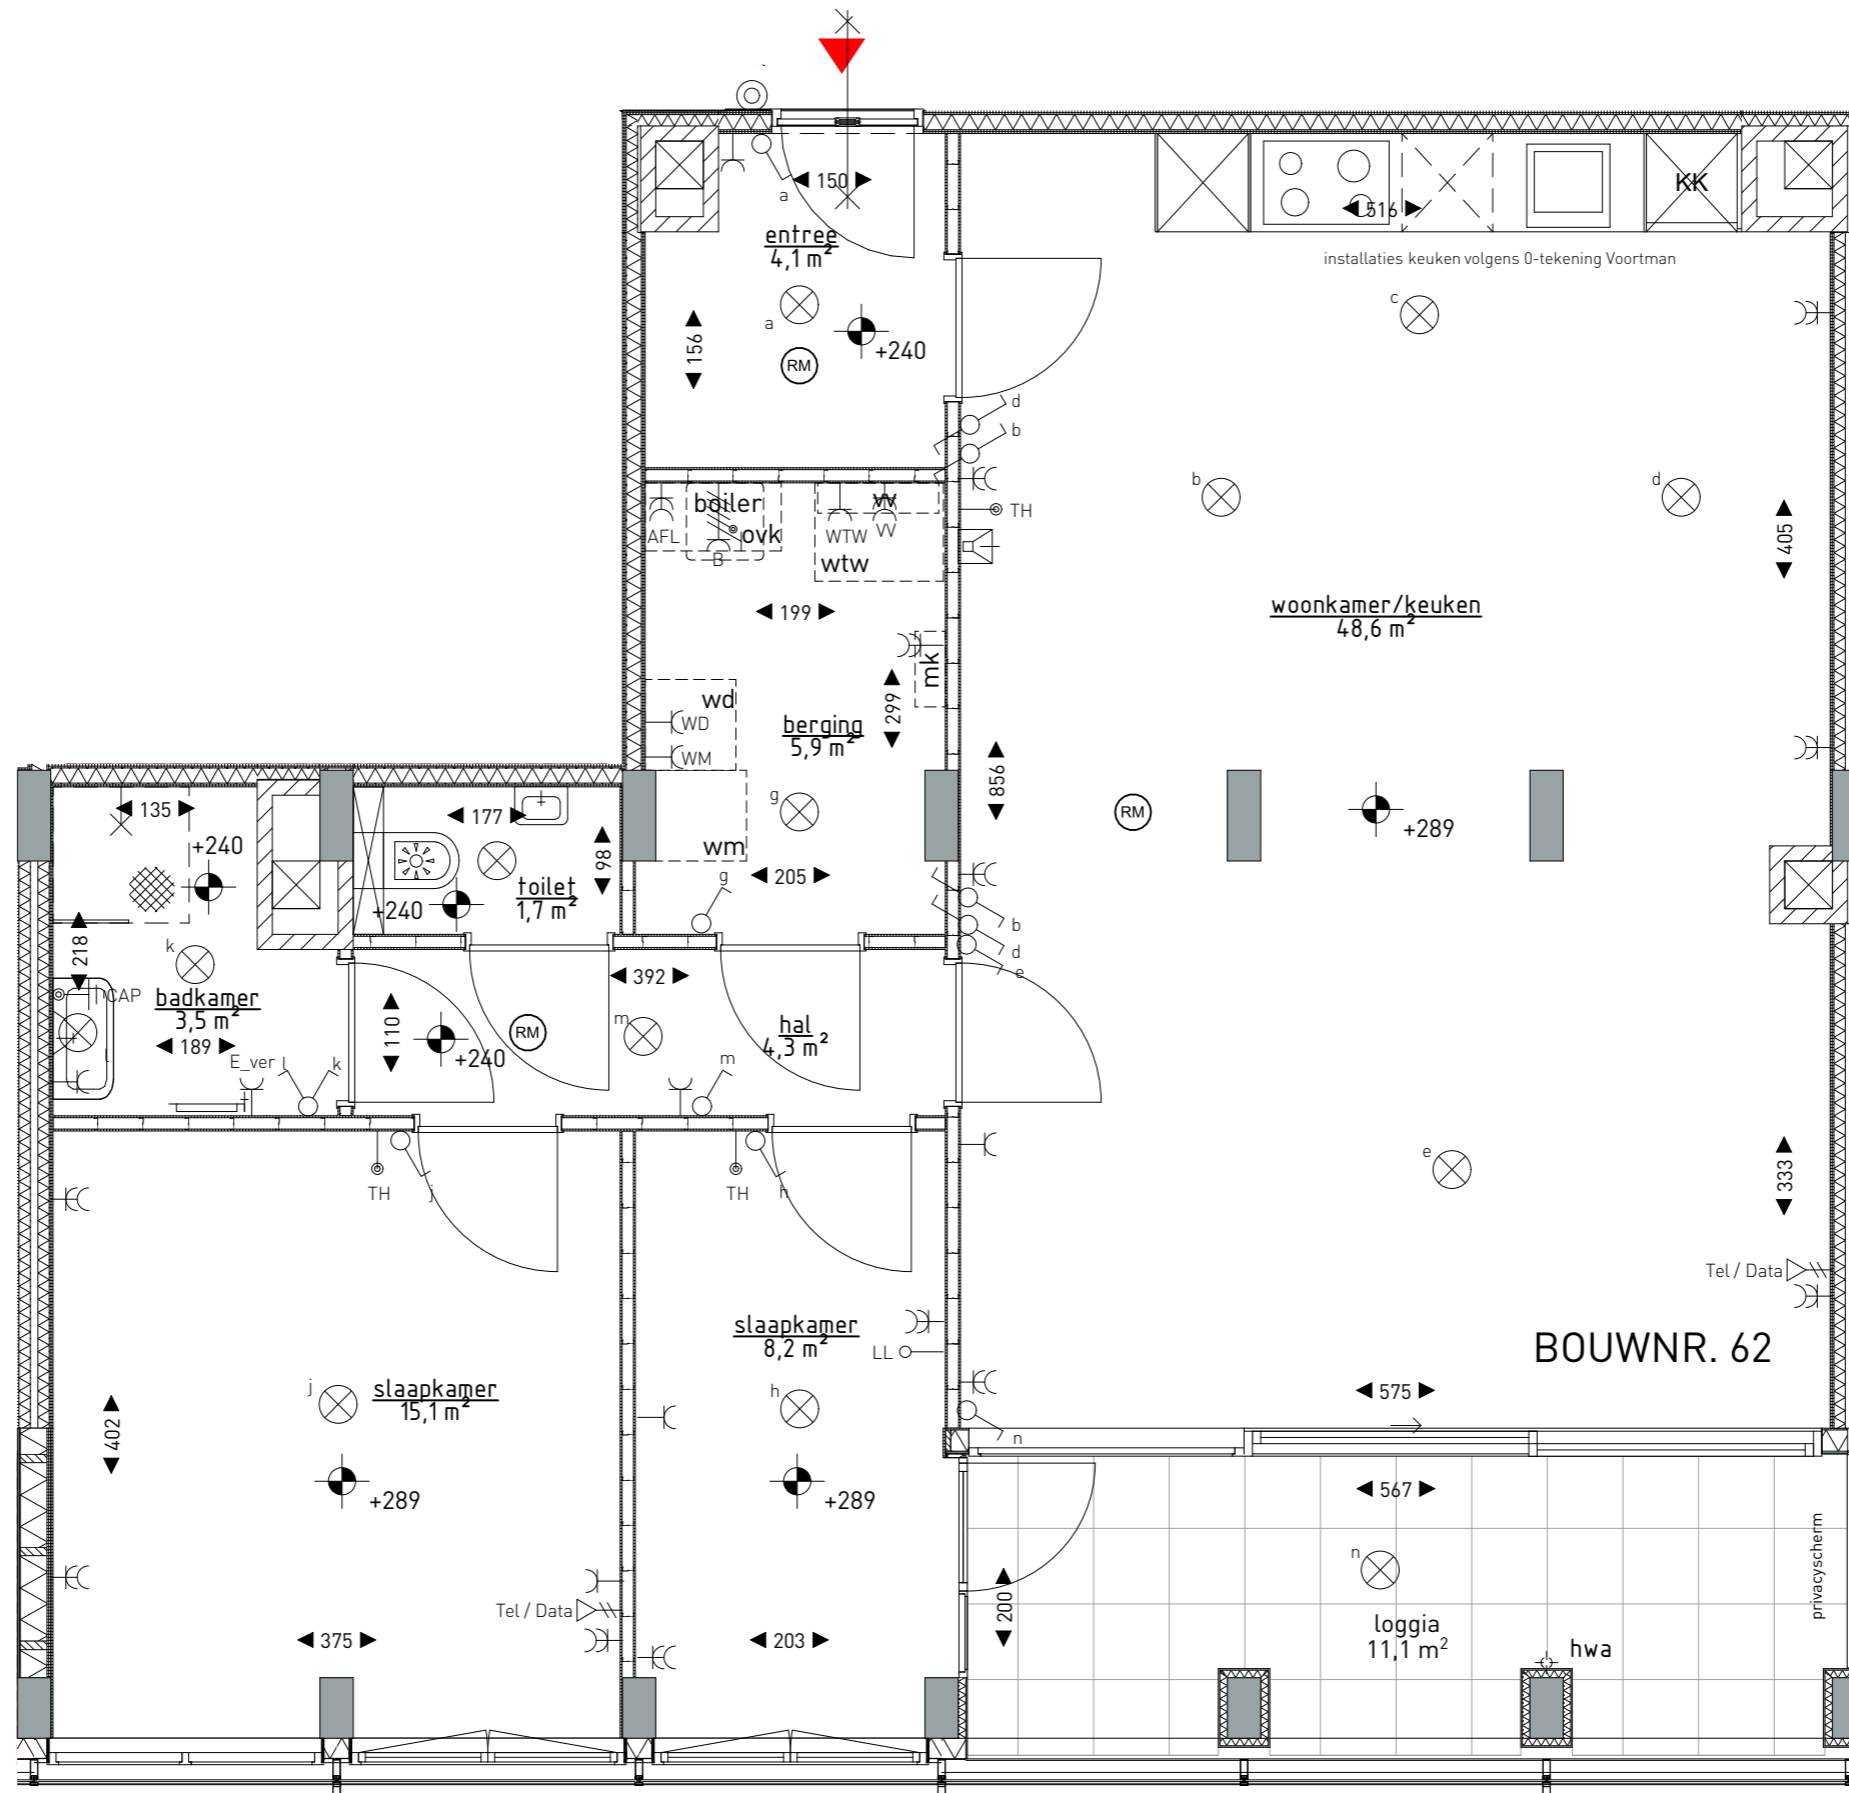 150
a
entree
4,1 m²
a
+240
156
RM
KK
516
installaties keuken volgens 0-tekening Voortman
c
d
b
b
d
TH
boiler
ovk
AFL
B
vv
WTW
VV
wtw
199
405
woonkamer/keuken
48,6 m²
mk
299
wd
WD
WM
berging
5,9 m²
856
g
wm
205
g
RM
+289
135
+240
177
98
toilet
1,7 m²
+240
218
k
CAP
badkamer
3,5 m²
189
l
E_ver
l
k
392
110
RM
+240
m
hal
4,3 m²
m
b
d
e
e
333
TH
j
TH
h
Tel / Data
BOUWNR. 62
slaapkamer
8,2 m²
LL
j
slaapkamer
15,1 m²
h
402
+289
+289
575
n
567
n
privacyscherm
200
loggia
11,1 m²
hwa
Tel / Data
375
203